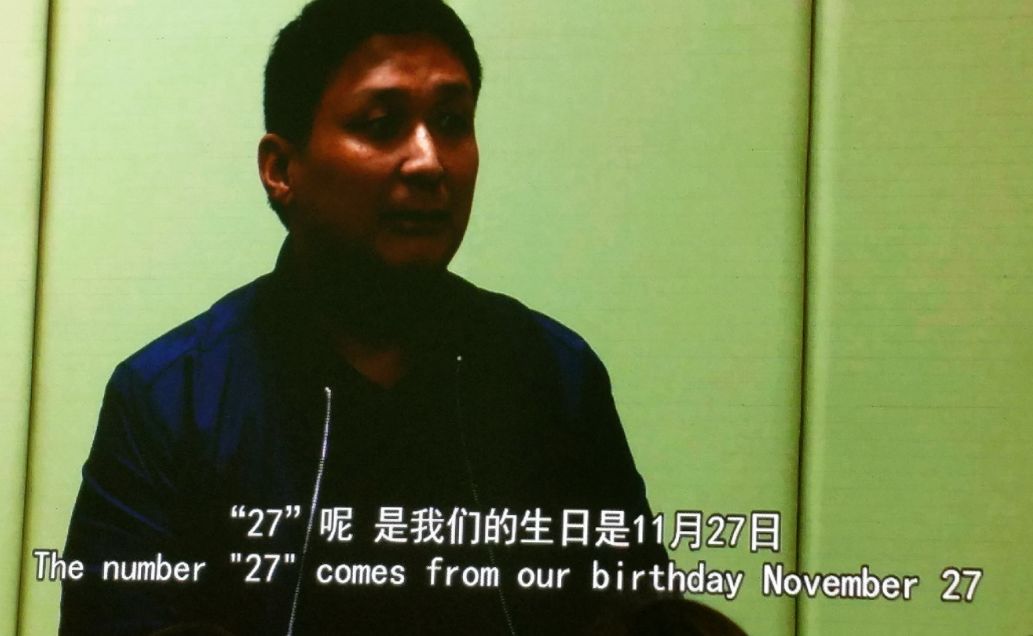 “27”呢 是我们的生日是11月27日
The number "27" comes from our birthday November 27